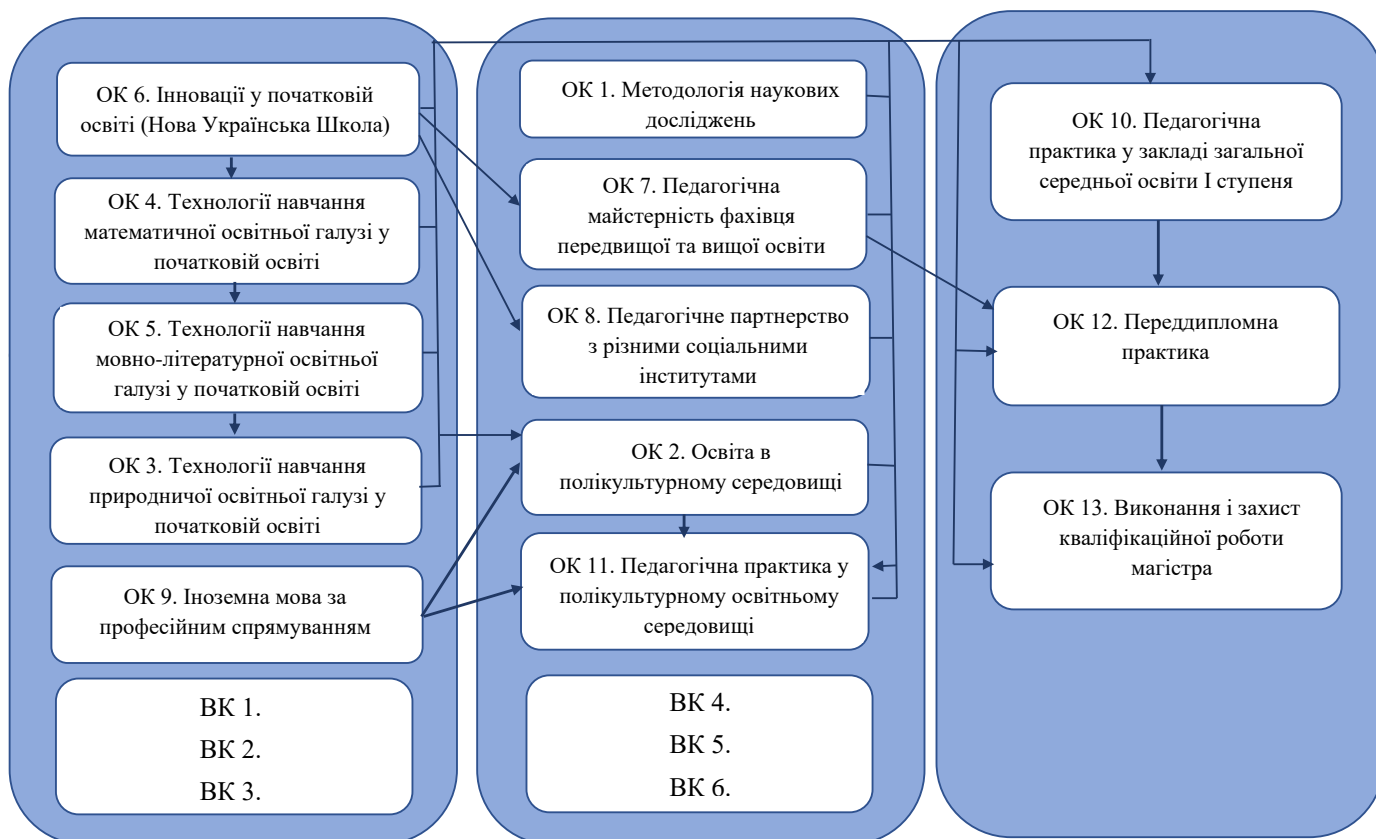 ОК 6. Інновації у початковій
освіті (Нова Українська Школа)
ОК 4. Технології навчання
математичної освітньої галузі у
початковій освіті
ОК 5. Технології навчання
мовно-літературної освітньої
галузі у початковій освіті
ОК 3. Технології навчання
природничої освітньої галузі у
початковій освіті
ОК 9. Іноземна мова за
професійним спрямуванням
ВК 1.
ВК 2.
ВК 3.
ОК 1. Методологія наукових
досліджень
ОК 7. Педагогічна
майстерність фахівця
передвищої та вищої освіти
ОК 8. Педагогічне партнерство
з різними соціальними
інститутами
ОК 2. Освіта в
полікультурному середовищі
ОК 11. Педагогічна практика у
полікультурному освітньому
середовищі
ВК 4.
ВК 5.
ВК 6.
ОК 10. Педагогічна
практика у закладі загальної
середньої освіти І ступеня
ОК 12. Переддипломна
практика
ОК 13. Виконання і захист
кваліфікаційної роботи
магістра